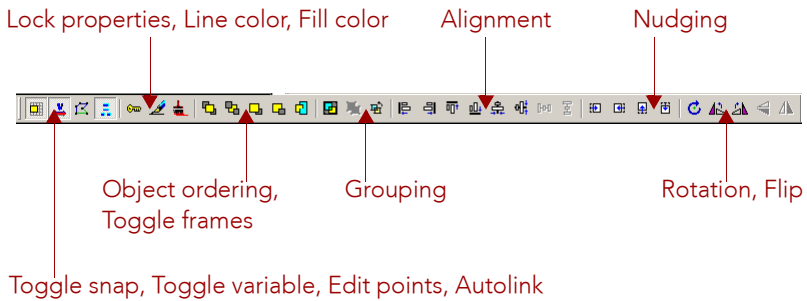 Lock properties, Line color, Fill color
Alignment
Nudging
Object ordering,
Toggle frames
Grouping
Rotation, Flip
Toggle snap, Toggle variable, Edit points, Autolink